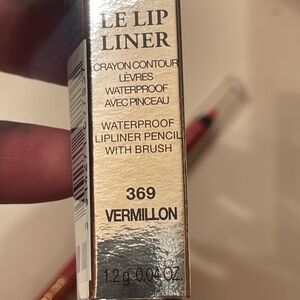 LE LIP
LINER
CRAYON CONTOUR
LÈVRES
WATERPROOF
AVEC PINCEAU
WATERPROOF
LIPLINER PENCIL
WITH BRUSH
369
VERMILLON
1.2 g 0.04 OZ